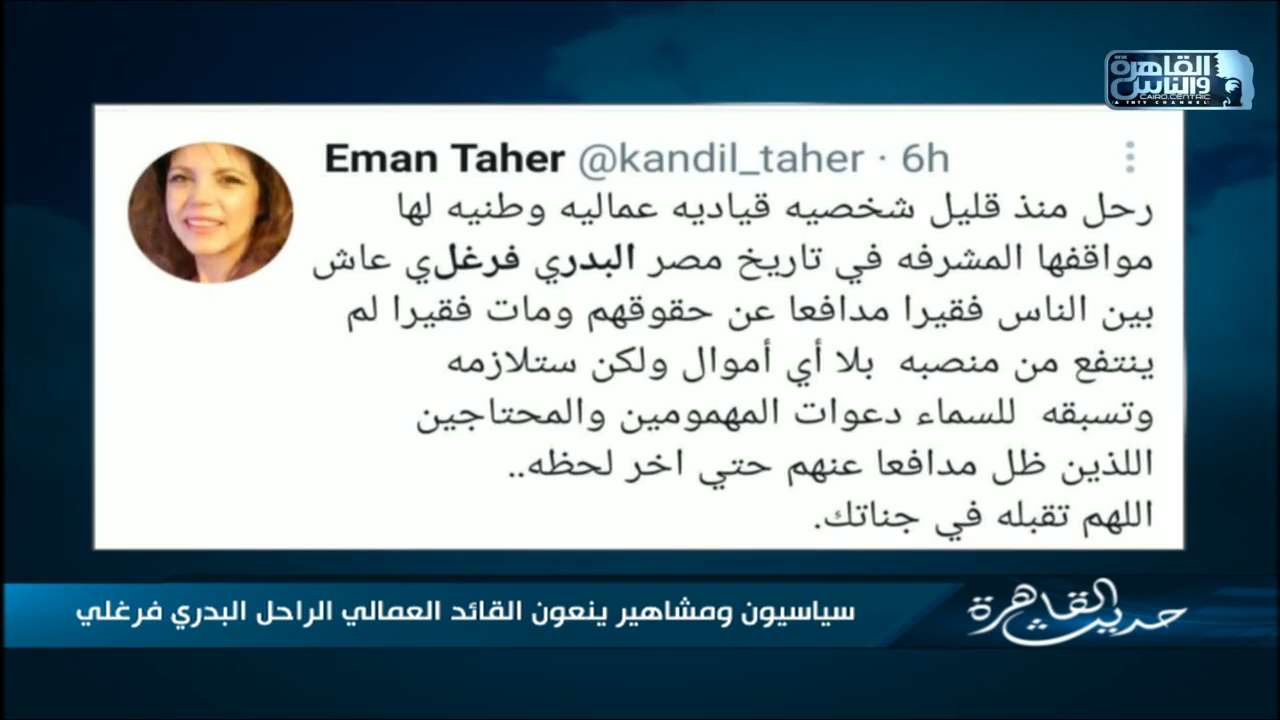 القاهرة
والناس
CAIRO.CENTRIC
A TNTV CHANNEL
Eman Taher @kandil_taher · 6h
رحل منذ قليل شخصيه قياديه عماليه وطنيه لها
مواقفها المشرفه في تاريخ مصر البدري فرغلي عاش
بين الناس فقيرا مدافعا عن حقوقهم ومات فقيرا لم
ينتفع من منصبه بلا أي أموال ولكن ستلازمه
وتسبقه للسماء دعوات المهمومين والمحتاجين
اللذين ظل مدافعا عنهم حتي اخر لحظه..
اللهم تقبله في جناتك.
حديث القاهرة
سياسيون ومشاهير ينعون القائد العمالي الراحل البدري فرغلي